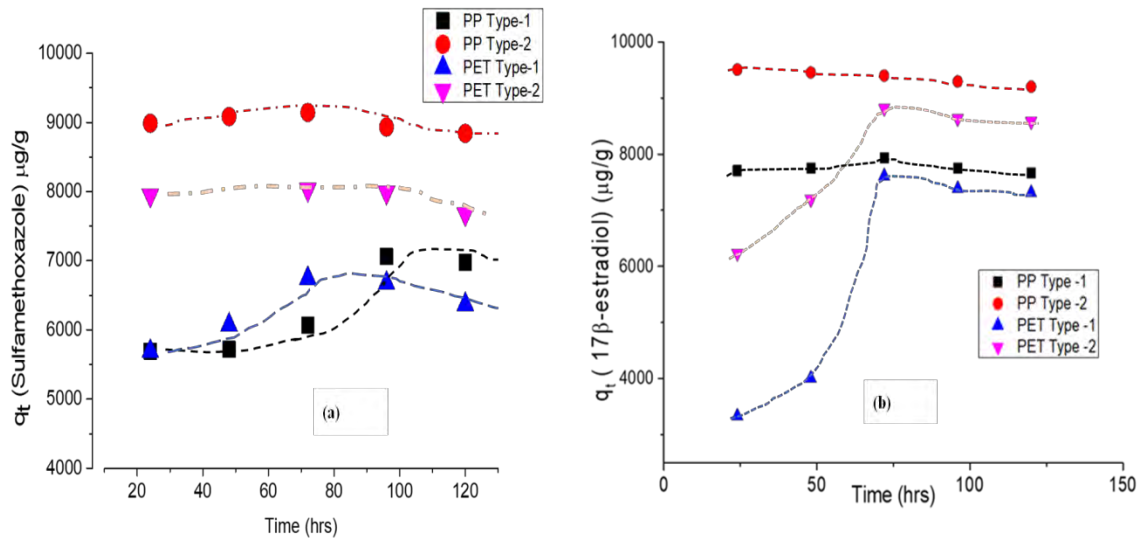 PP Type-1
PP Type-2
PET Type-1
PET Type-2
10000
9000
8000
7000
6000
5000
4000
qt (Sulfamethoxazole) μg/g
(a)
20 40 60 80 100 120
Time (hrs)
10000
8000
6000
4000
qt ( 17β-estradiol) (μg/g)
PP Type -1
PP Type -2
PET Type -1
PET Type -2
(b)
0 50 100 150
Time (hrs)